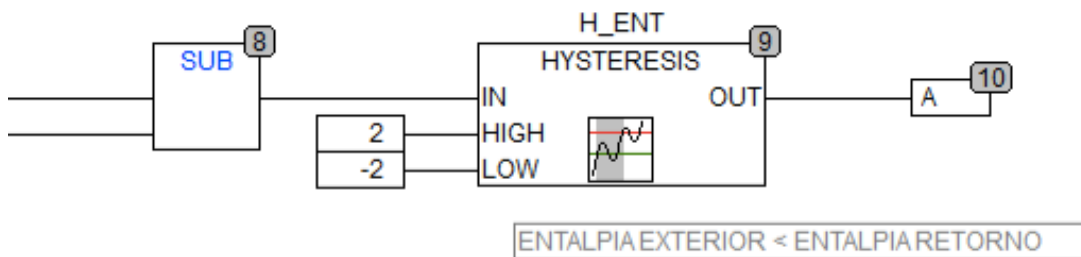 H_ENT
8
9
SUB
HYSTERESIS
10
IN
OUT
A
2
HIGH
-2
LOW
ENTALPIA EXTERIOR < ENTALPIA RETORNO